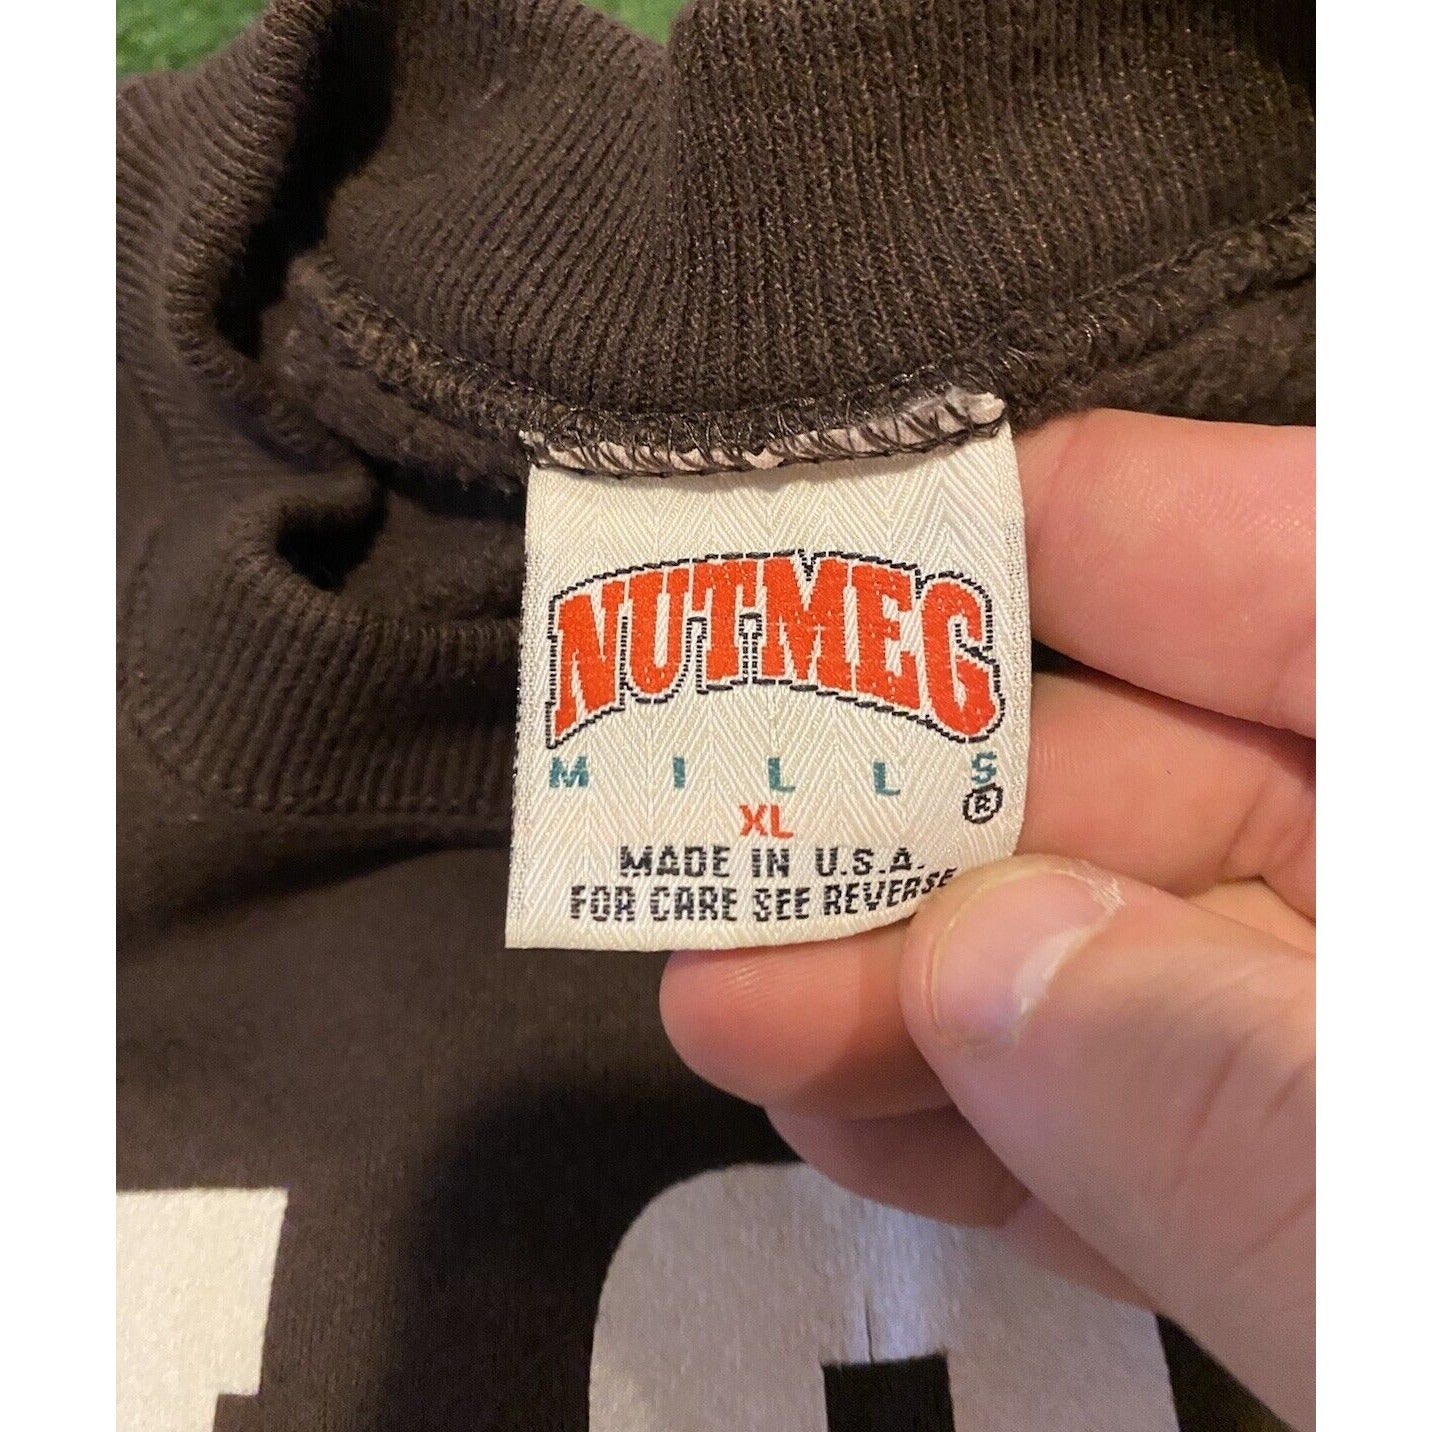 NUTMEG
MILLS
®
XL
MADE IN U.S.A.
FOR CARE SEE REVERSE